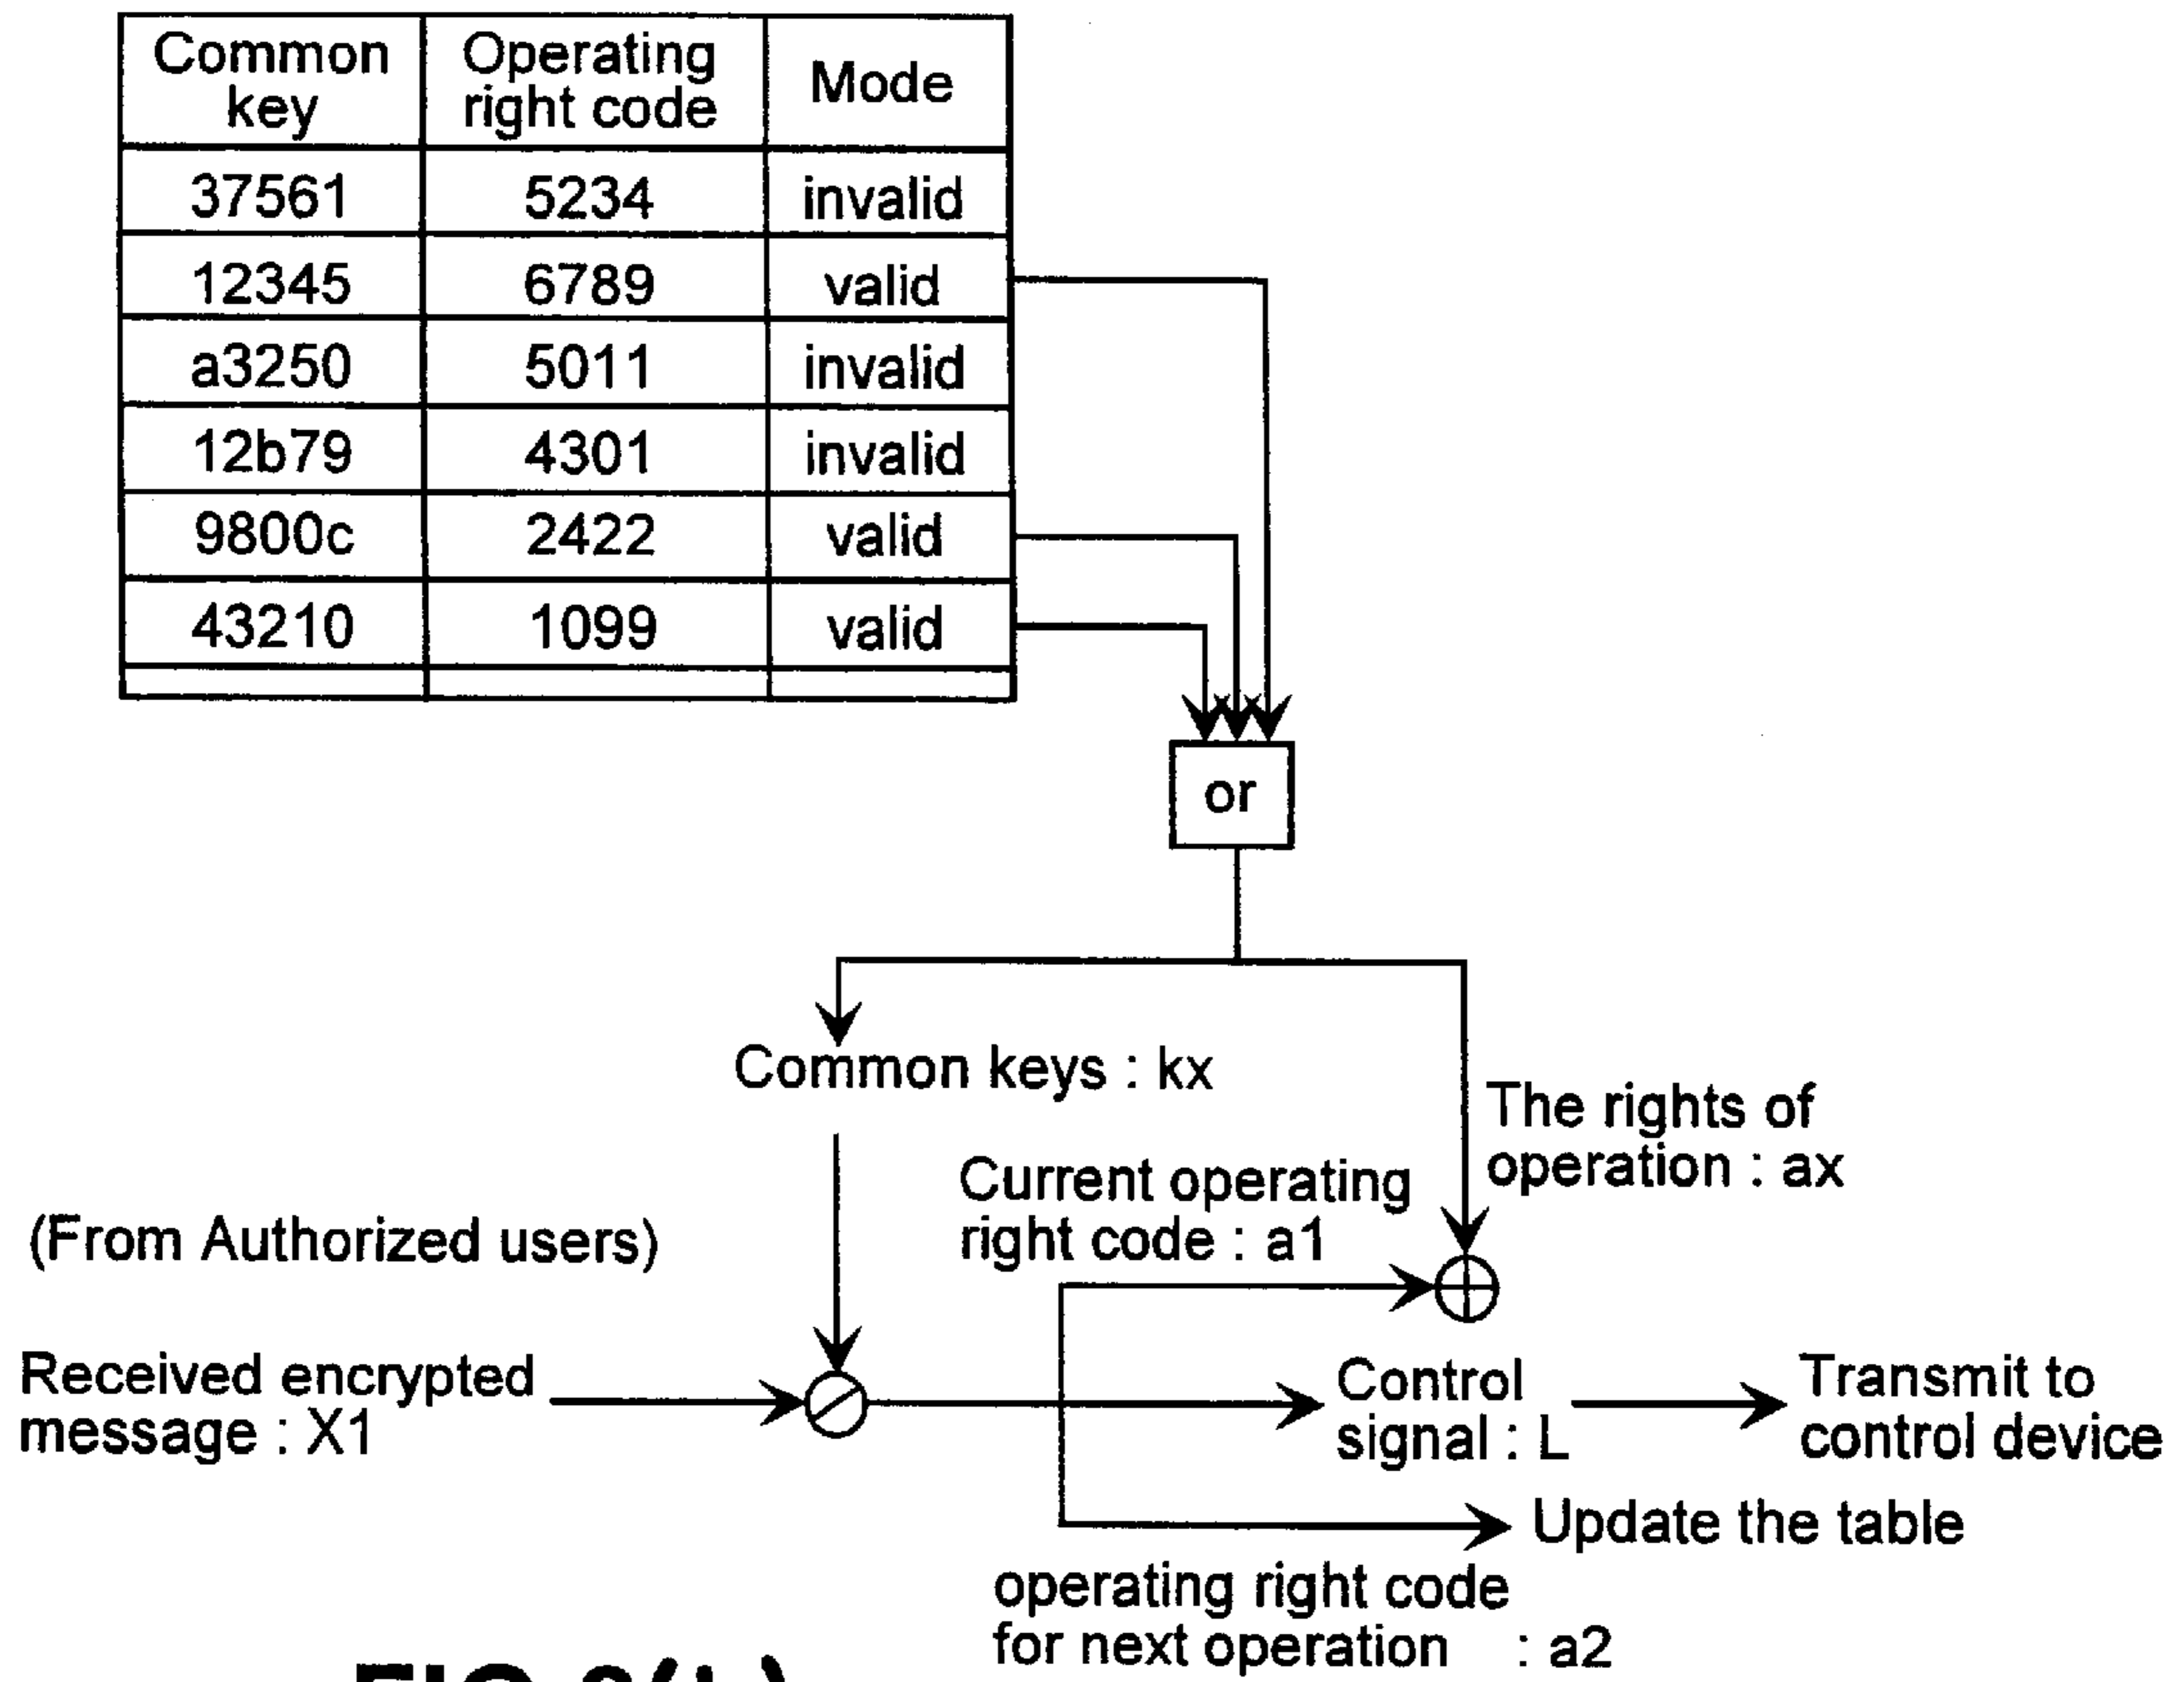 Common key
Operating right code
Mode
37561 5234 invalid
12345 6789 valid
a3250 5011 invalid
12b79 4301 invalid
9800c 2422 valid
43210 1099 valid
or
Common keys : kx
The rights of
operation : ax
Current operating
right code : a1
(From Authorized users)
Received encrypted
message : X1
Control
signal : L
Transmit to
control device
Update the table
operating right code
for next operation : a2